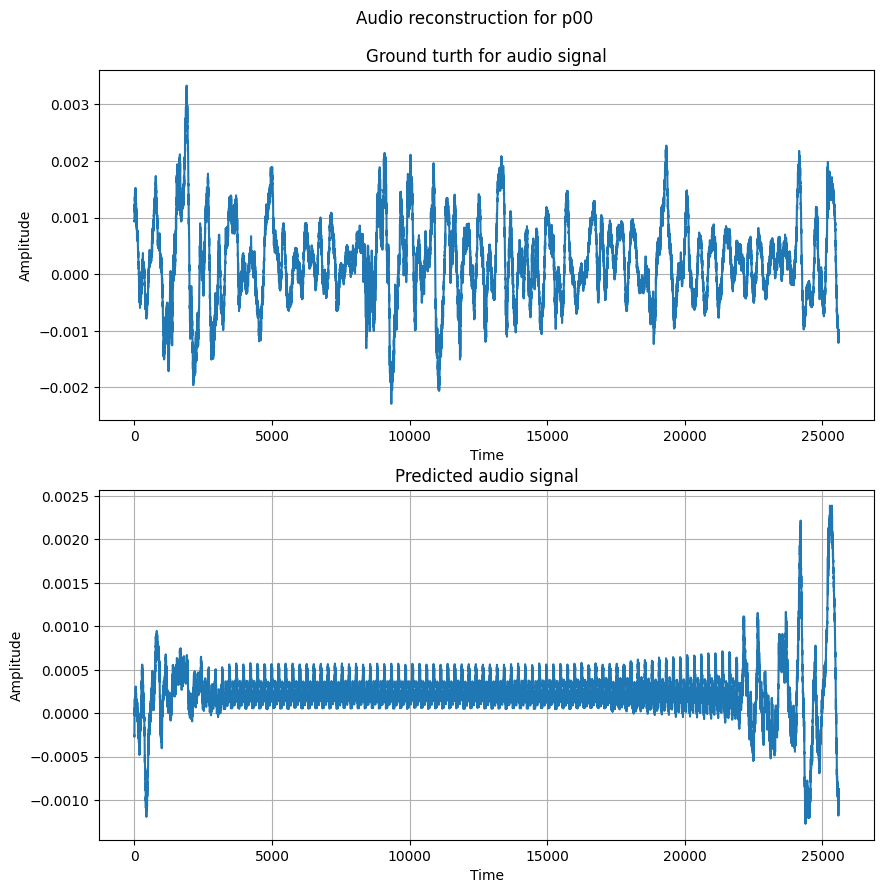 Audio reconstruction for p00
Ground turth for audio signal
Amplitude
0.003
0.002
0.001
0.000
−0.001
−0.002
0 5000 10000 15000 20000 25000
Time
Predicted audio signal
Amplitude
0.0025
0.0020
0.0015
0.0010
0.0005
0.0000
−0.0005
−0.0010
0 5000 10000 15000 20000 25000
Time